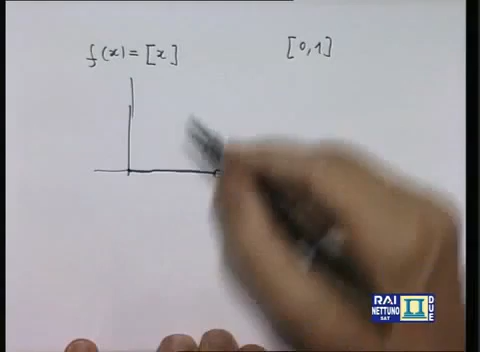 f(x) = [x]
[0,1]
RAI
NETTUNO
SAT
DUE